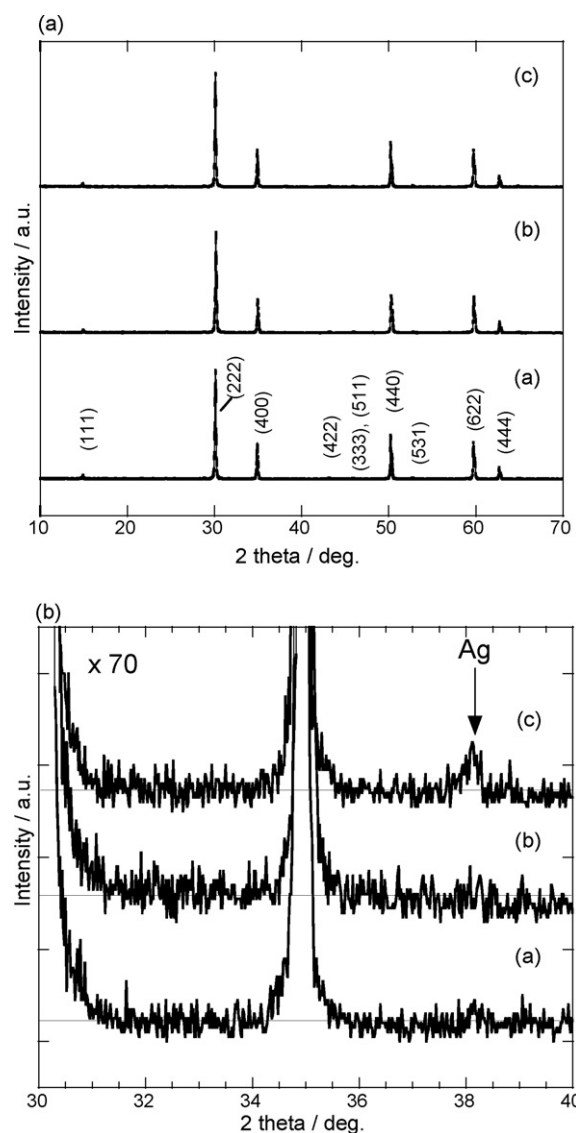 (a)
(c)
(b)
(a)
(111)
(222)
(400)
(422)
(333), (511)
(440)
(531)
(622)
(444)
Intensity / a.u.
10 20 30 40 50 60 70
2 theta / deg.
(b)
x 70
Ag
(c)
(b)
(a)
Intensity / a.u.
30 32 34 36 38 40
2 theta / deg.